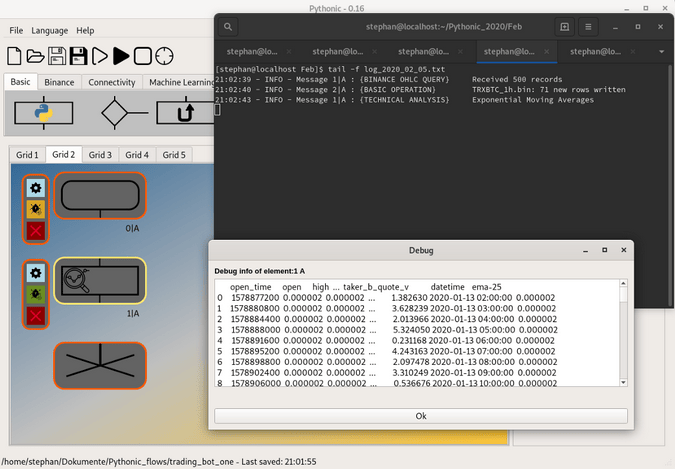 Pythonic - 0.16
File Language Help
Basic Binance Connectivity Machine Learning
Grid 1 Grid 2 Grid 3 Grid 4 Grid 5
0|A
1|A
stephan@localhost:~/Pythonic_2020/Feb
stephan@lo... stephan@lo... stephan@lo... stephan@lo... stephan@lo...
[stephan@localhost Feb]$ tail -f log_2020_02_05.txt
21:02:39 - INFO - Message 1|A : {BINANCE OHLC QUERY} Received 500 records
21:02:40 - INFO - Message 2|A : {BASIC OPERATION} TRXBTC_1h.bin: 71 new rows written
21:02:43 - INFO - Message 1|A : {TECHNICAL ANALYSIS} Exponential Moving Averages
Debug
Debug info of element:1 A
open_time open high ... taker_b_quote_v datetime ema-25
0 1578877200 0.000002 0.000002 ... 1.382630 2020-01-13 02:00:00 0.000002
1 1578880800 0.000002 0.000002 ... 3.628239 2020-01-13 03:00:00 0.000002
2 1578884400 0.000002 0.000002 ... 2.013966 2020-01-13 04:00:00 0.000002
3 1578888000 0.000002 0.000002 ... 5.324050 2020-01-13 05:00:00 0.000002
4 1578891600 0.000002 0.000002 ... 0.231168 2020-01-13 06:00:00 0.000002
5 1578895200 0.000002 0.000002 ... 4.243163 2020-01-13 07:00:00 0.000002
6 1578898800 0.000002 0.000002 ... 2.097478 2020-01-13 08:00:00 0.000002
7 1578902400 0.000002 0.000002 ... 3.310249 2020-01-13 09:00:00 0.000002
8 1578906000 0.000002 0.000002 ... 0.536676 2020-01-13 10:00:00 0.000002
Ok
/home/stephan/Dokumente/Pythonic_flows/trading_bot_one - Last saved: 21:01:55